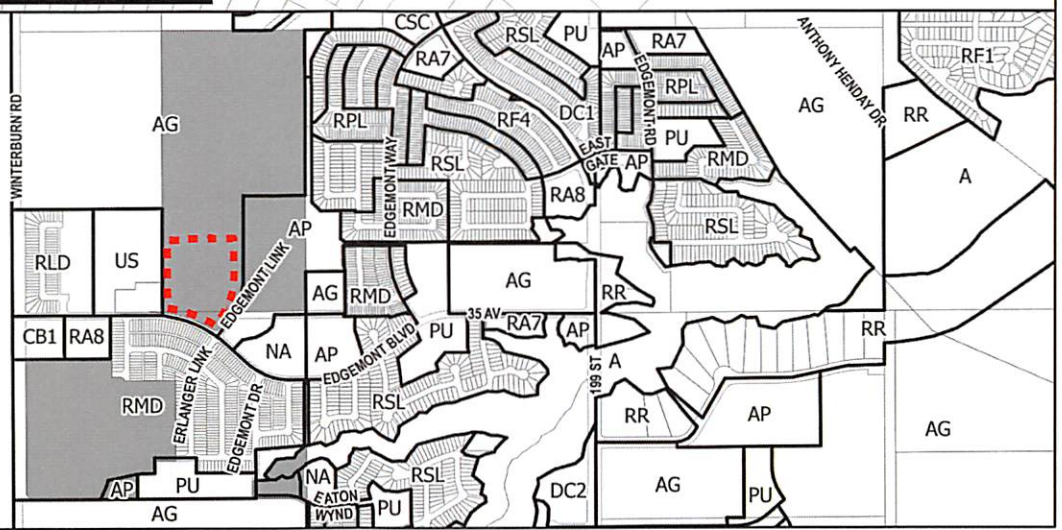 CSC
RSL
PU
AP
RA7
RA7
ANTHONY HENDAY DR
RF1
WINTERBURN RD
AG
RPL
EDGEMONT WAY
RF4
DC1
EDGEMONT RD
RPL
PU
AG
RR
RSL
EAST
GATE
AP
RMD
A
RMD
RA8
RSL
RLD
US
AP
EDGEMONT LINK
AG
RMD
AG
RR
CB1
RA8
NA
AP
EDGEMONT BLVD
PU
35 AV
RA7
AP
RR
A
199 ST
ERLANGER LINK
EDGEMONT DR
RMD
RSL
RR
AP
AG
AP
PU
NA
RSL
EATON
WYND
PU
DC2
AG
PU
AG